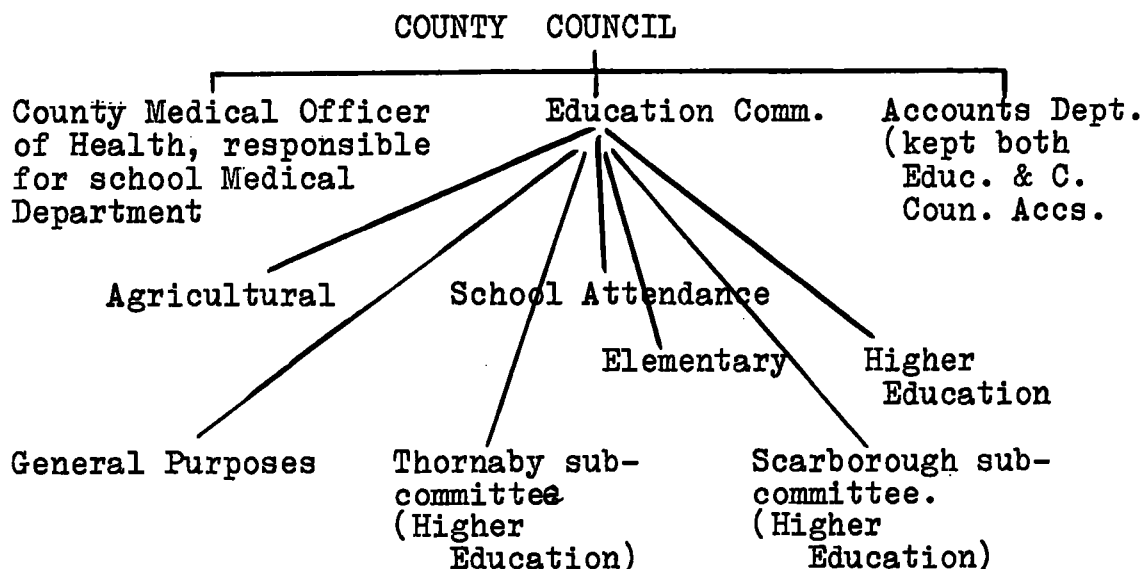 COUNTY COUNCIL
County Medical Officer
of Health, responsible
for school Medical
Department
Education Comm.
Accounts Dept.
(kept both
Educ. & C.
Coun. Accs.
Agricultural
School Attendance
Elementary
Higher
Education
General Purposes
Thornaby sub-
committee
(Higher
Education)
Scarborough sub-
committee.
(Higher
Education)